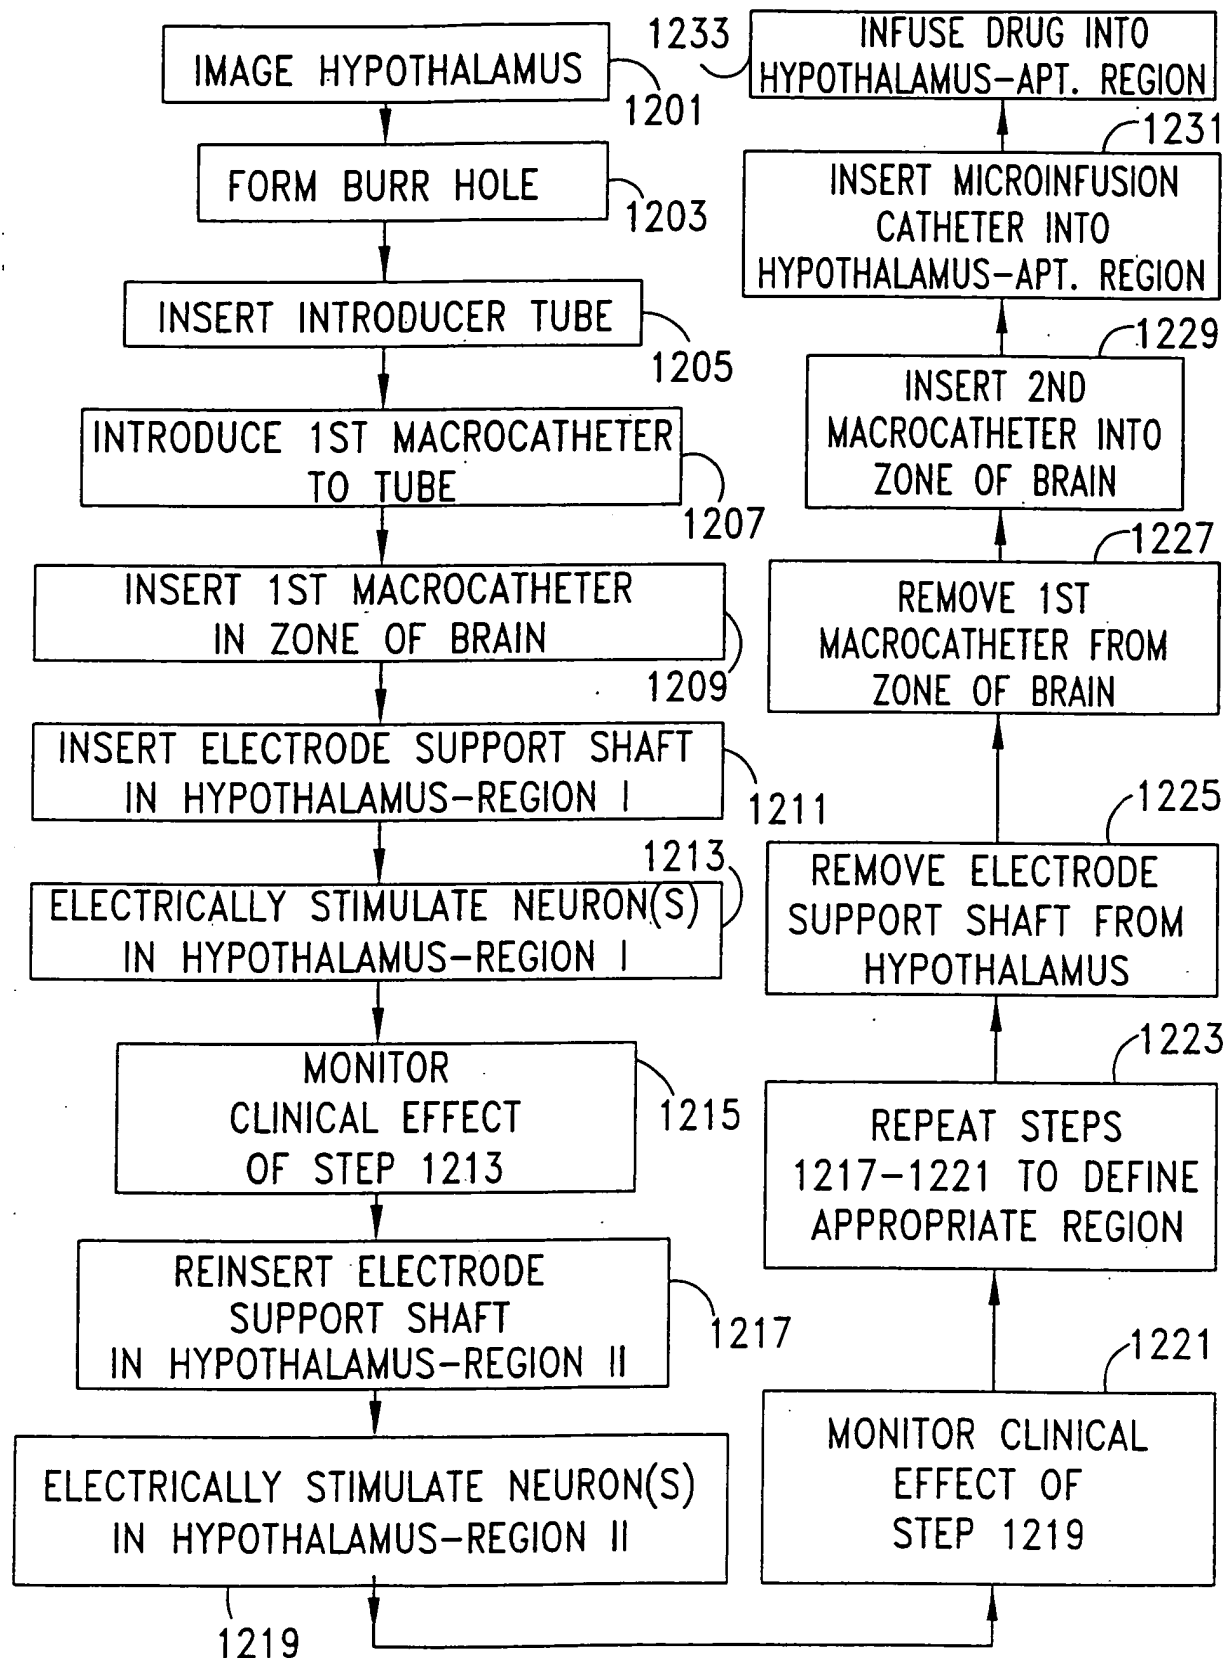 IMAGE HYPOTHALAMUS
1201
FORM BURR HOLE
1203
INSERT INTRODUCER TUBE
1205
INTRODUCE 1ST MACROCATHETER
TO TUBE
1207
INSERT 1ST MACROCATHETER
IN ZONE OF BRAIN
1209
INSERT ELECTRODE SUPPORT SHAFT
IN HYPOTHALAMUS-REGION I
1211
1213
ELECTRICALLY STIMULATE NEURON(S)
IN HYPOTHALAMUS-REGION I
MONITOR
CLINICAL EFFECT
OF STEP 1213
1215
REINSERT ELECTRODE
SUPPORT SHAFT
IN HYPOTHALAMUS-REGION II
1217
ELECTRICALLY STIMULATE NEURON(S)
IN HYPOTHALAMUS-REGION II
1219
1221
MONITOR CLINICAL
EFFECT OF
STEP 1219
1223
REPEAT STEPS
1217-1221 TO DEFINE
APPROPRIATE REGION
1225
REMOVE ELECTRODE
SUPPORT SHAFT FROM
HYPOTHALAMUS
1227
REMOVE 1ST
MACROCATHETER FROM
ZONE OF BRAIN
1229
INSERT 2ND
MACROCATHETER INTO
ZONE OF BRAIN
1231
INSERT MICROINFUSION
CATHETER INTO
HYPOTHALAMUS-APT. REGION
1233
INFUSE DRUG INTO
HYPOTHALAMUS-APT. REGION